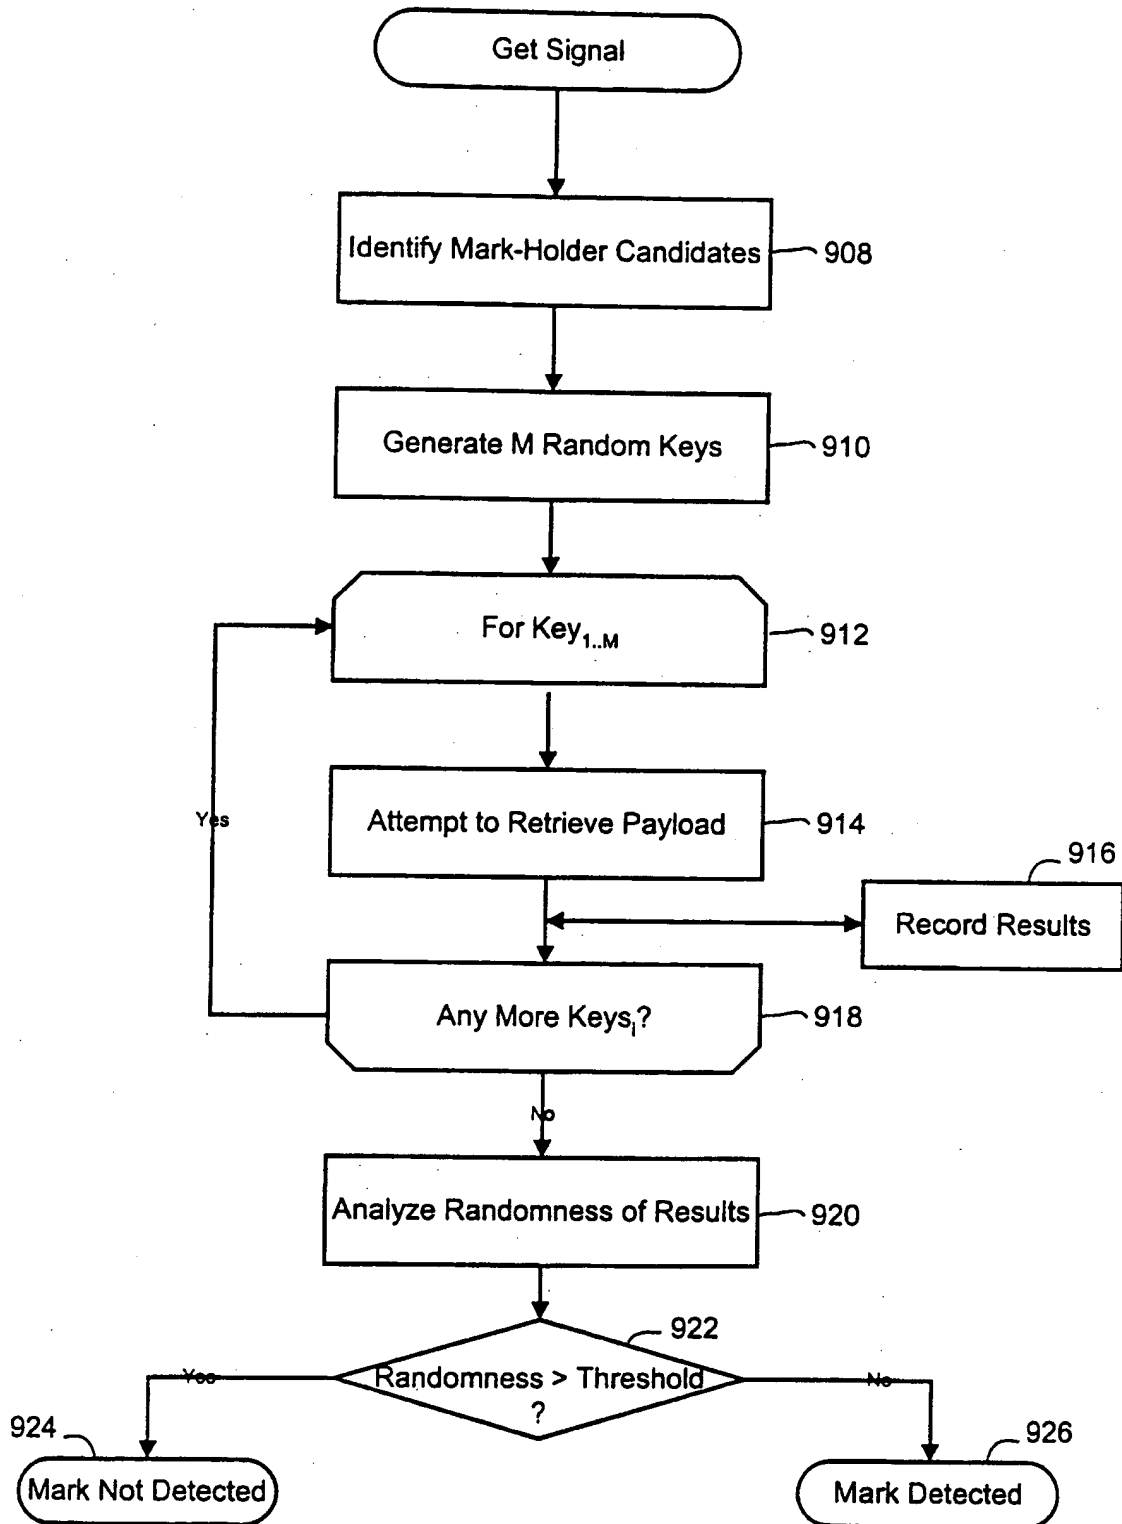 Get Signal
Identify Mark-Holder Candidates
908
Generate M Random Keys
910
For Key1..M
912
Attempt to Retrieve Payload
914
Yes
916
Record Results
Any More Keysi?
918
No
Analyze Randomness of Results
920
922
Randomness > Threshold
?
Yes
No
924
Mark Not Detected
926
Mark Detected